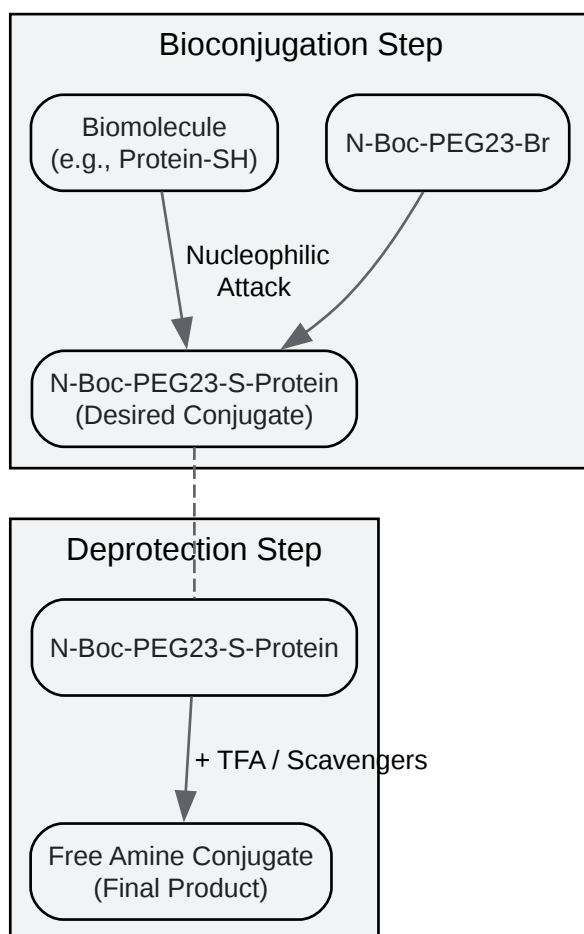 Bioconjugation Step
Biomolecule
(e.g., Protein-SH)
N-Boc-PEG23-Br
Nucleophilic
Attack
N-Boc-PEG23-S-Protein
(Desired Conjugate)
Deprotection Step
N-Boc-PEG23-S-Protein
+ TFA / Scavengers
Free Amine Conjugate
(Final Product)